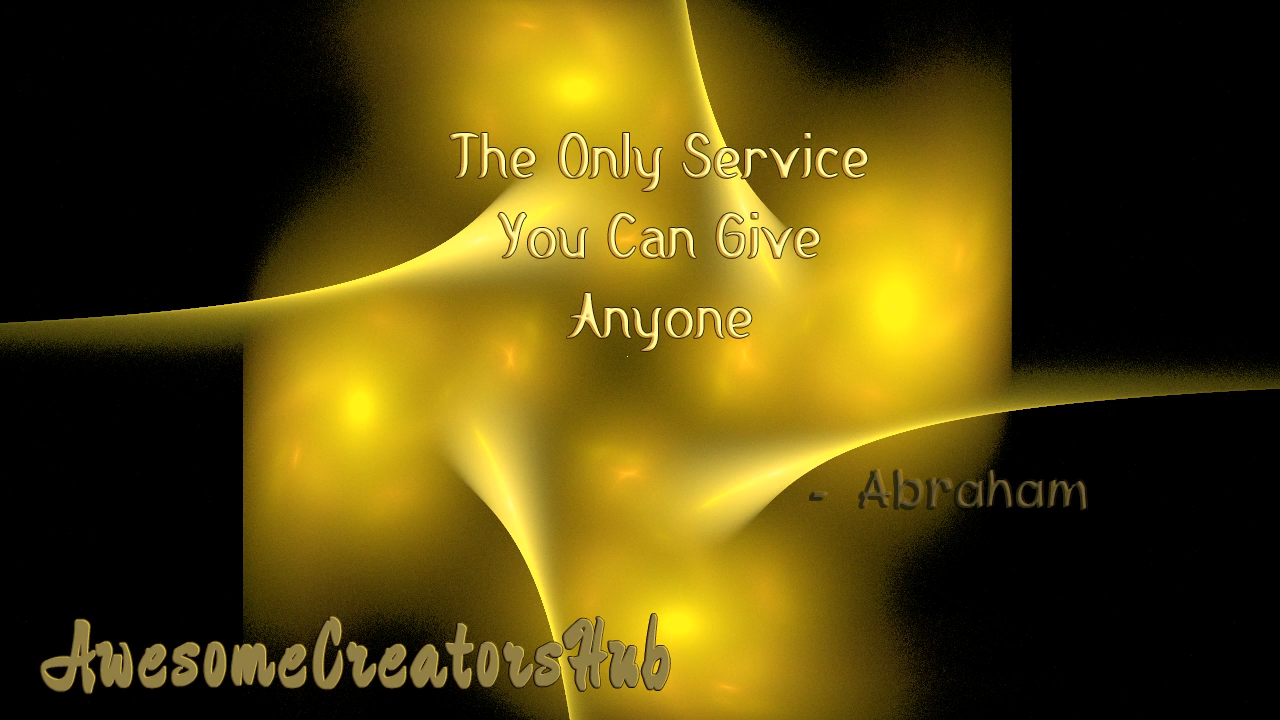 The Only Service
You Can Give
Anyone
- Abraham
AwesomeCreatorsHub